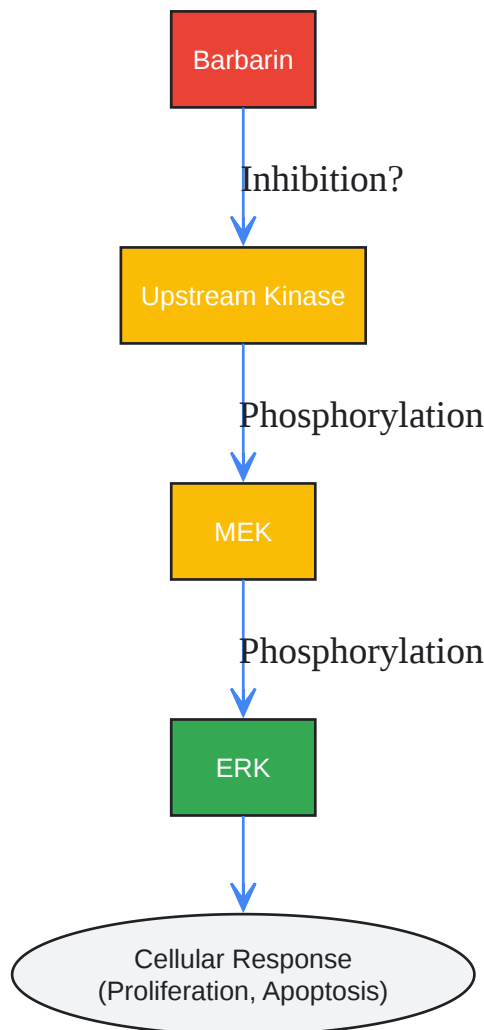 Barbarin
Inhibition?
Upstream Kinase
Phosphorylation
MEK
Phosphorylation
ERK
Cellular Response
(Proliferation, Apoptosis)